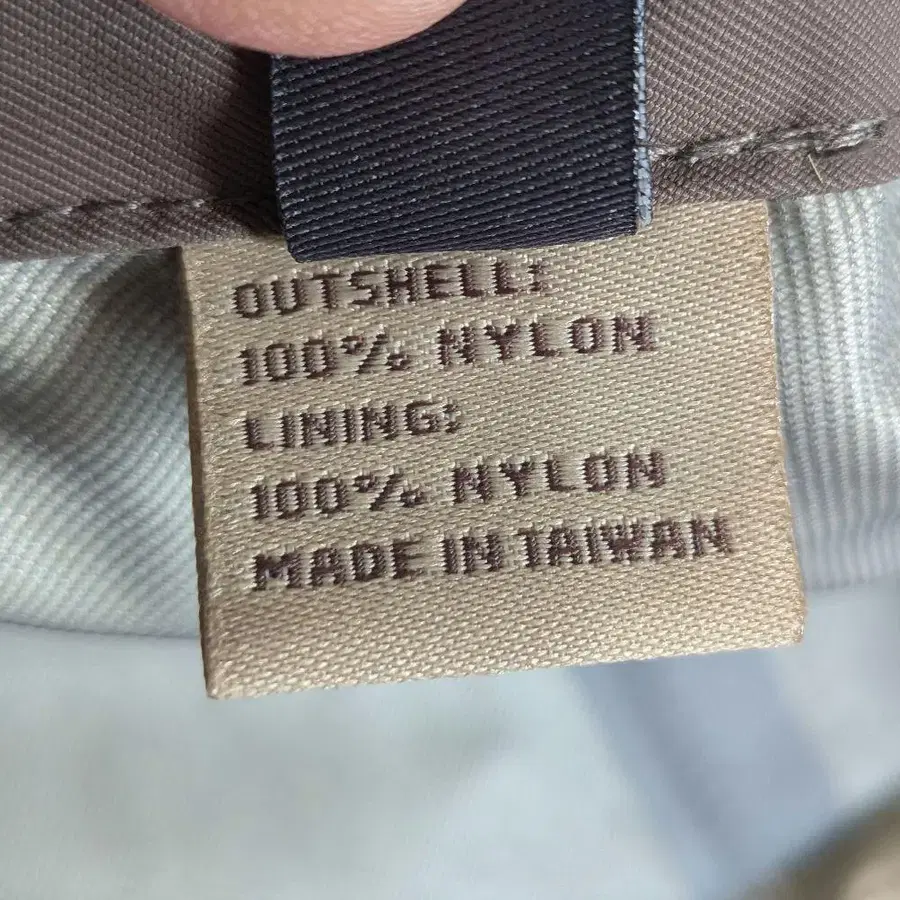 OUTSHELL:
100% NYLON
LINING:
100% NYLON
MADE IN TAIWAN